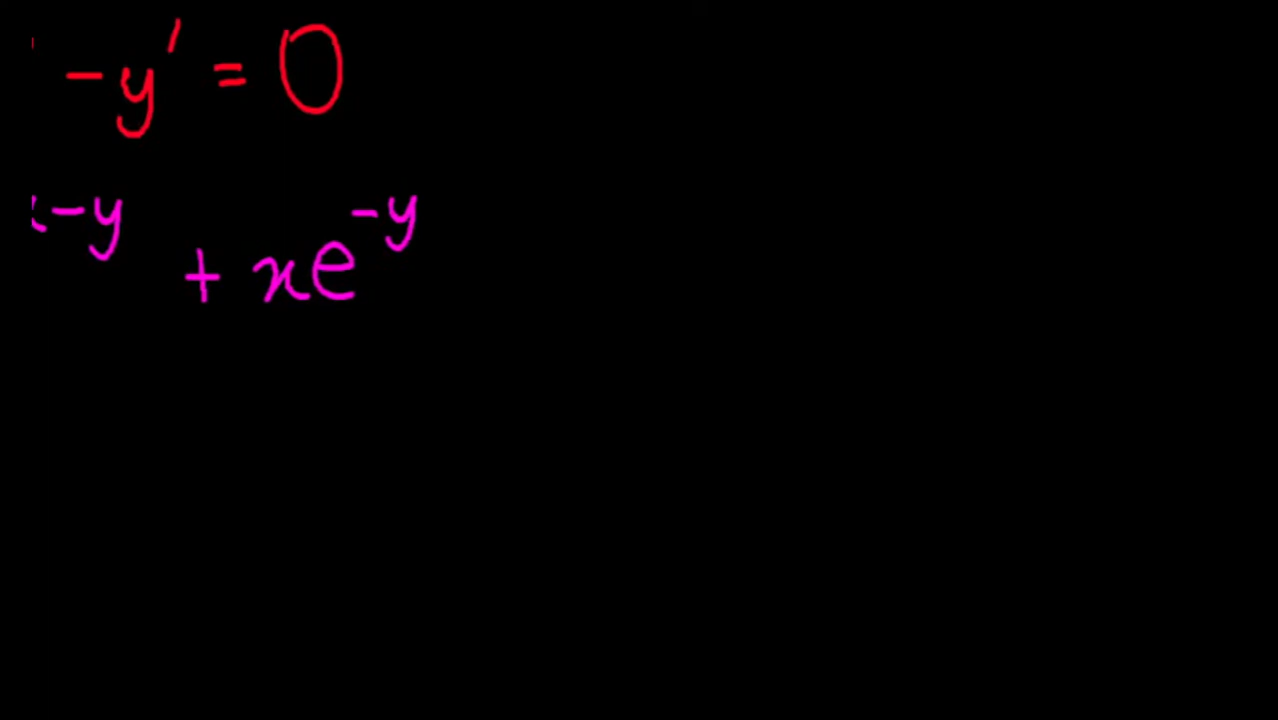 - y' = 0
-y + xe^{-y}